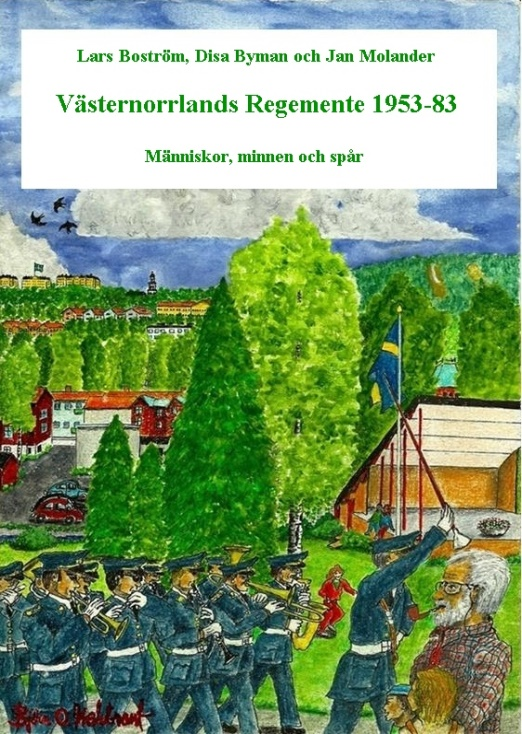 Lars Boström, Disa Byman och Jan Molander
Västernorrlands Regemente 1953-83
Människor, minnen och spår